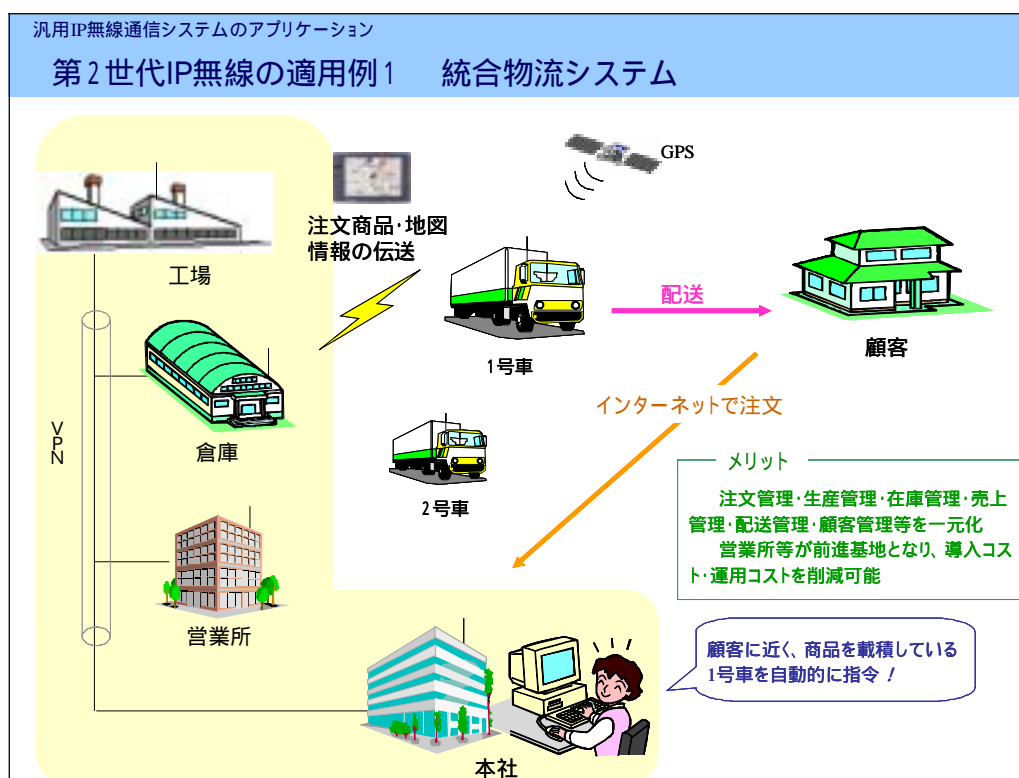 汎用IP無線通信システムのアプリケーション
第2世代IP無線の適用例1　統合物流システム
GPS
注文商品・地図
情報の伝送
工場
配送
顧客
1号車
インターネットで注文
VPN
倉庫
2号車
メリット
注文管理・生産管理・在庫管理・売上
管理・配送管理・顧客管理等を一元化
営業所等が前進基地となり、導入コス
ト・運用コストを削減可能
営業所
顧客に近く、商品を載積している
1号車を自動的に指令！
本社